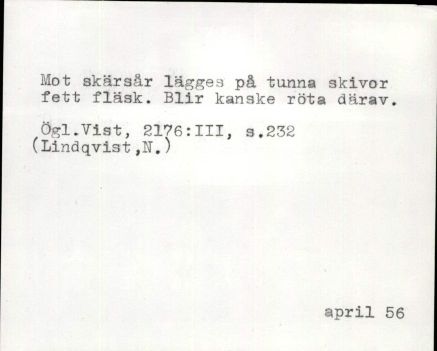 Mot skärsår lägges på tunna skivor
fett fläsk. Blir kanske röta därav.
Ögl.Vist, 2176:III, s.232
(Lindqvist,N.)
april 56